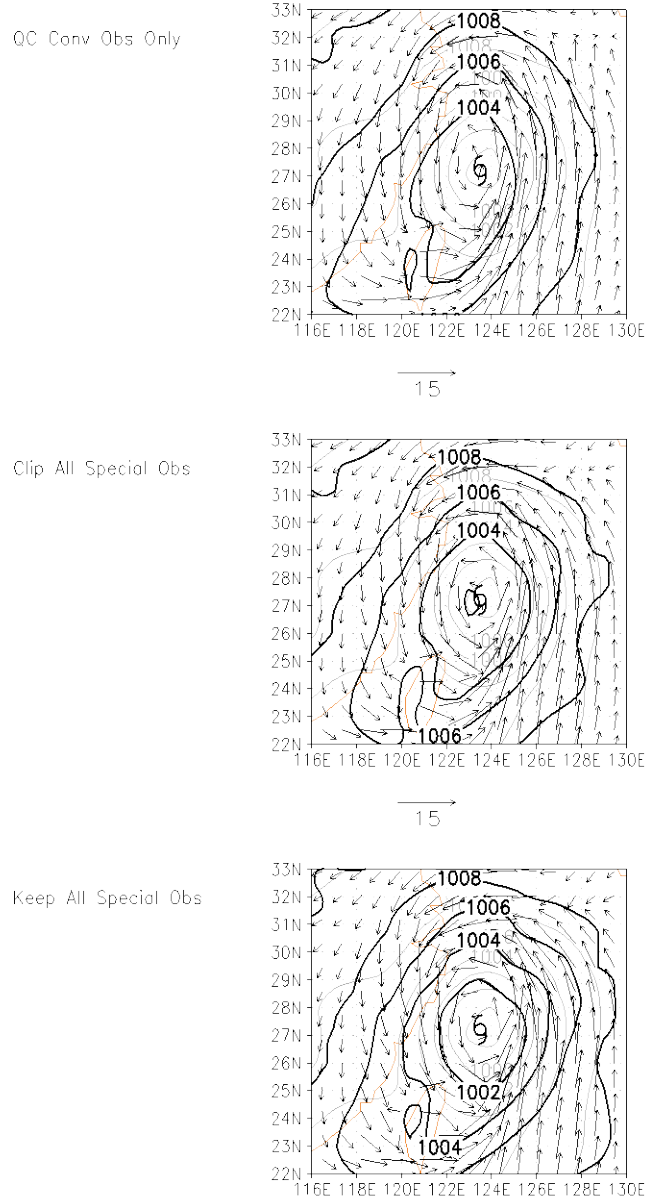 QC Conv Obs Only
33N
32N
31N
30N
29N
28N
27N
26N
25N
24N
23N
22N
1008
1006
1004
116E 118E 120E 122E 124E 126E 128E 130E
15
Clip All Special Obs
33N
32N
31N
30N
29N
28N
27N
26N
25N
24N
23N
22N
1008
1008
1006
1004
1006
116E 118E 120E 122E 124E 126E 128E 130E
15
Keep All Special Obs
33N
32N
31N
30N
29N
28N
27N
26N
25N
24N
23N
22N
1008
1006
1004
1002
1004
116E 118E 120E 122E 124E 126E 128E 130E